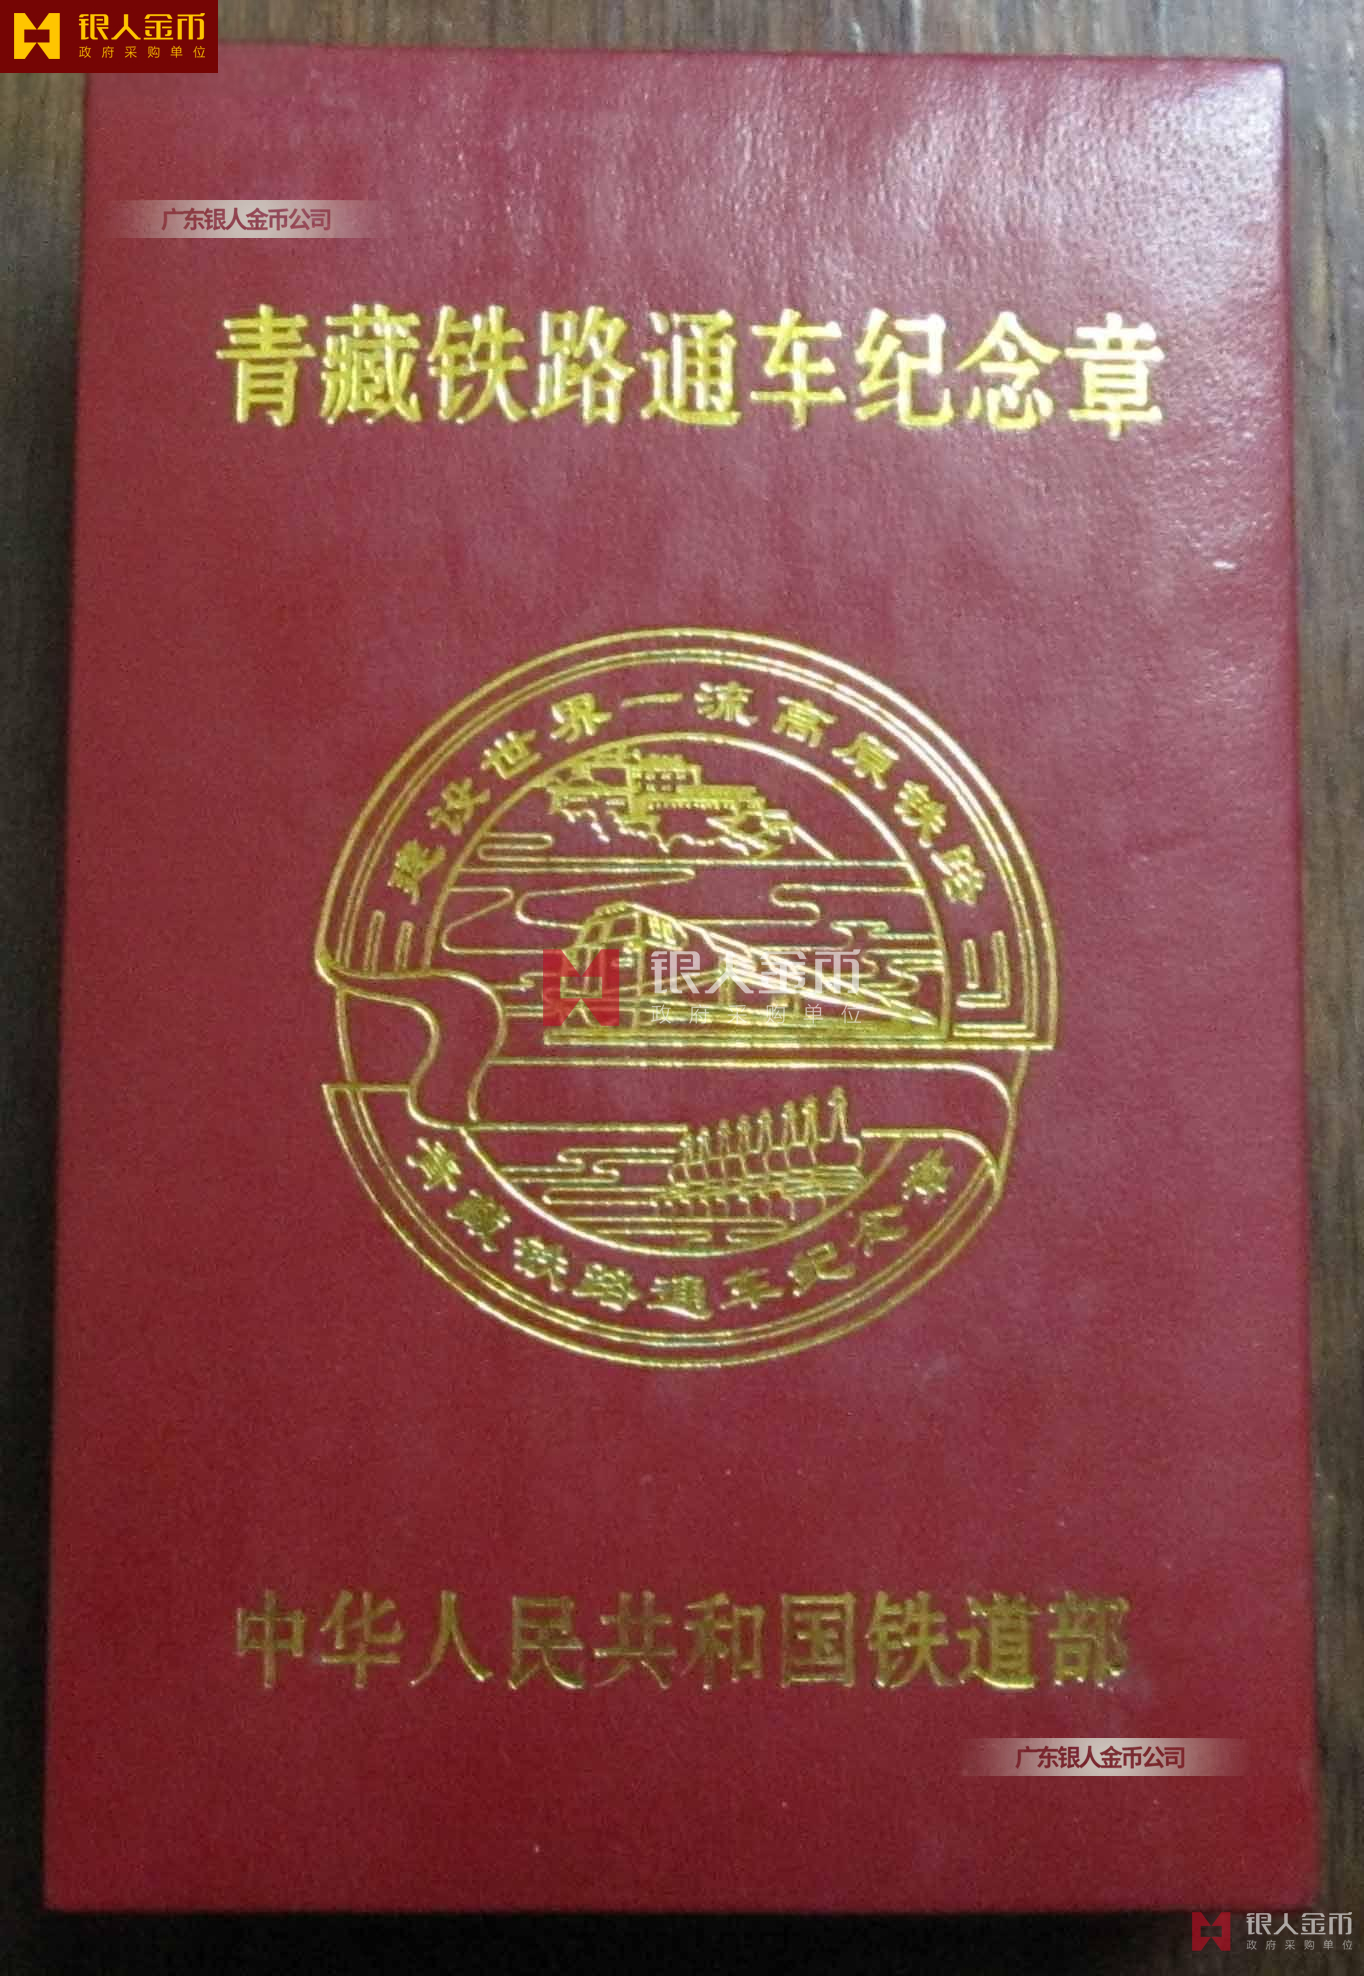 银人金币
政府采购单位
广东银人金币公司
青藏铁路通车纪念章
建设世界一流高原铁路
银人金币
政府采购单位
青藏铁路通车纪念章
中华人民共和国铁道部
广东银人金币公司
银人金币
政府采购单位